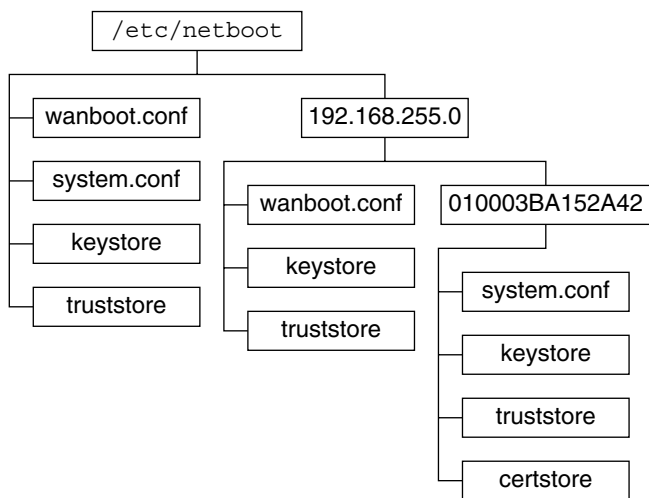 /etc/netboot
wanboot.conf
system.conf
keystore
truststore
192.168.255.0
wanboot.conf
keystore
truststore
010003BA152A42
system.conf
keystore
truststore
certstore